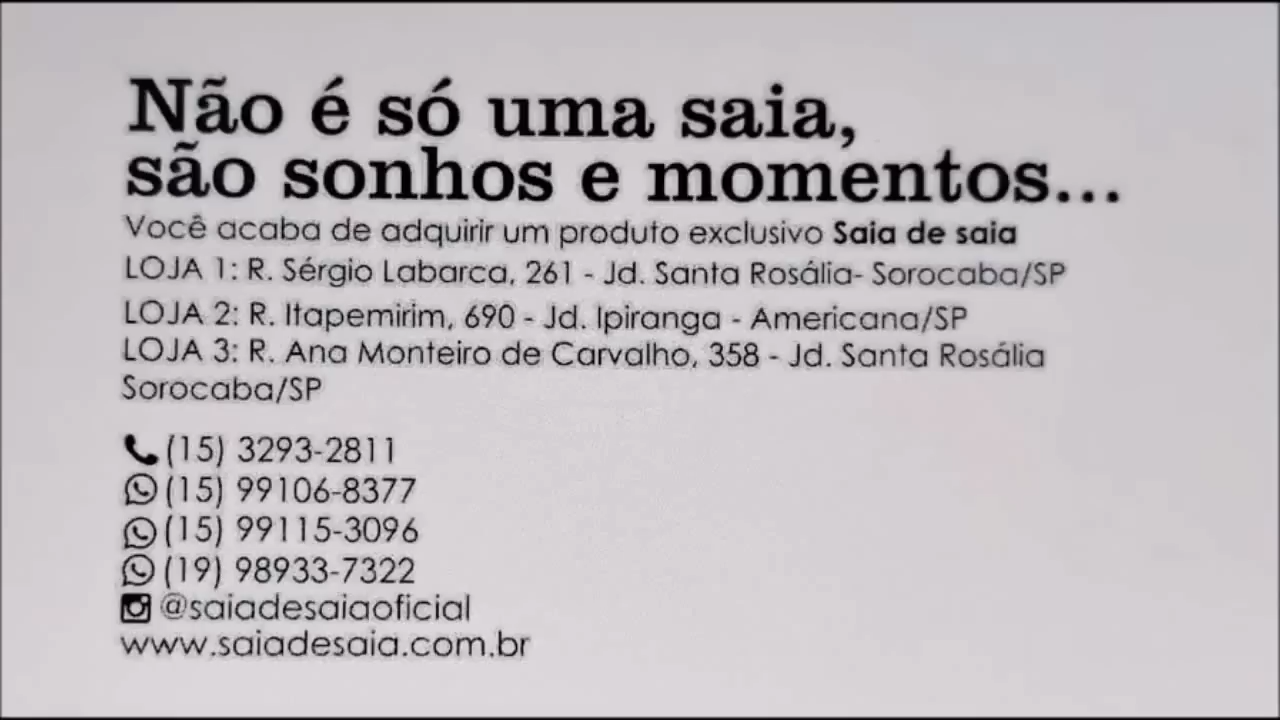 Não é só uma saia,
são sonhos e momentos...
Você acaba de adquirir um produto exclusivo Saia de saia
LOJA 1: R. Sérgio Labarca, 261 - Jd. Santa Rosália- Sorocaba/SP
LOJA 2: R. Itapemirim, 690 - Jd. Ipiranga - Americana/SP
LOJA 3: R. Ana Monteiro de Carvalho, 358 - Jd. Santa Rosália
Sorocaba/SP
(15) 3293-2811
(15) 99106-8377
(15) 99115-3096
(19) 98933-7322
@saiadesaiaoficial
www.saiadesaia.com.br